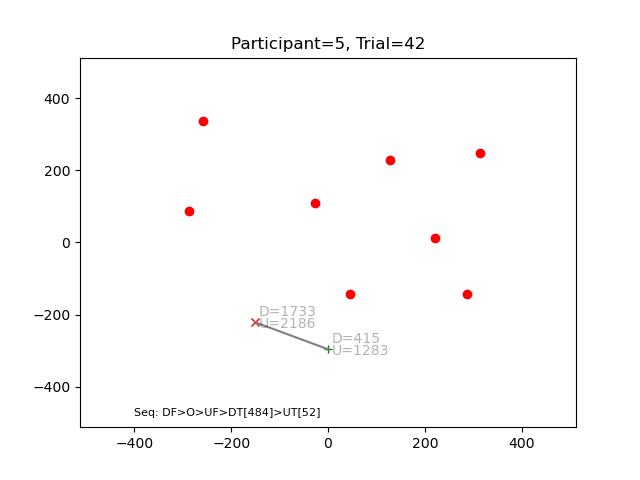 Participant=5, Trial=42
400
200
0
−200
−400
D=1733
U=2186
D=415
U=1283
Seq: DF>O>UF>DT[484]>UT[52]
−400
−200
0
200
400